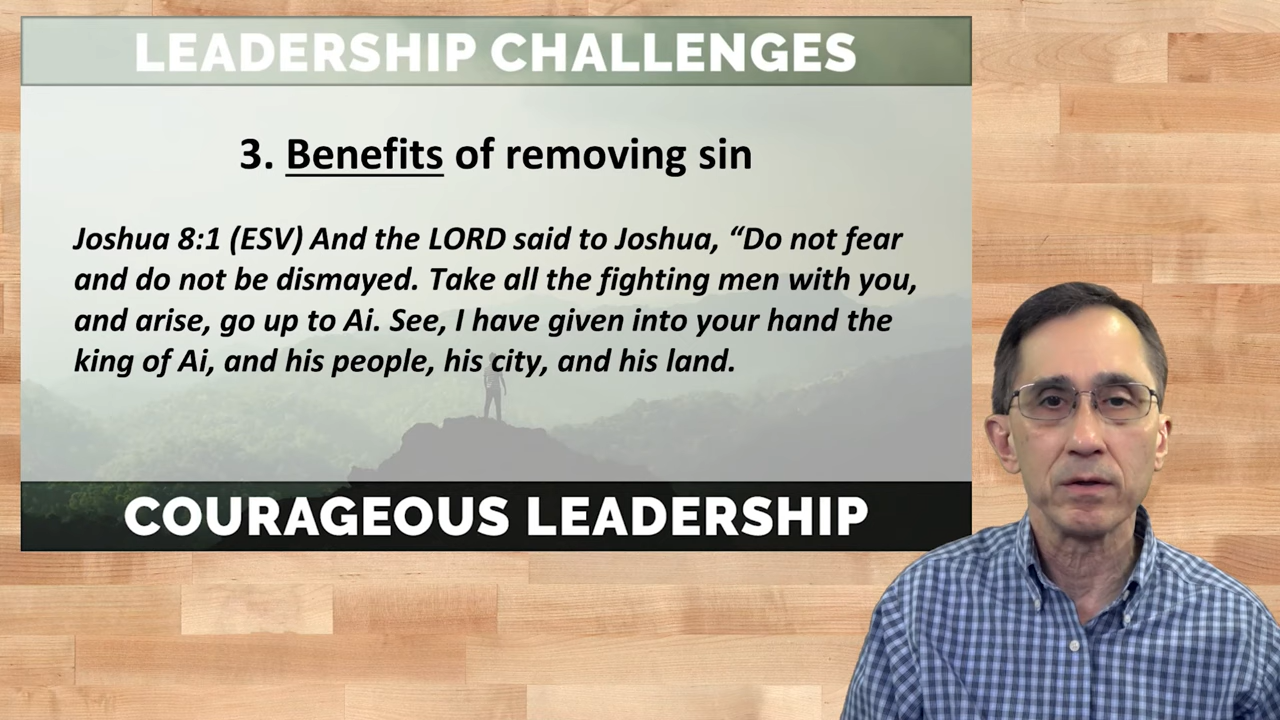 LEADERSHIP CHALLENGES
3. Benefits of removing sin
Joshua 8:1 (ESV) And the LORD said to Joshua, “Do not fear
and do not be dismayed. Take all the fighting men with you,
and arise, go up to Ai. See, I have given into your hand the
king of Ai, and his people, his city, and his land.
COURAGEOUS LEADERSHIP